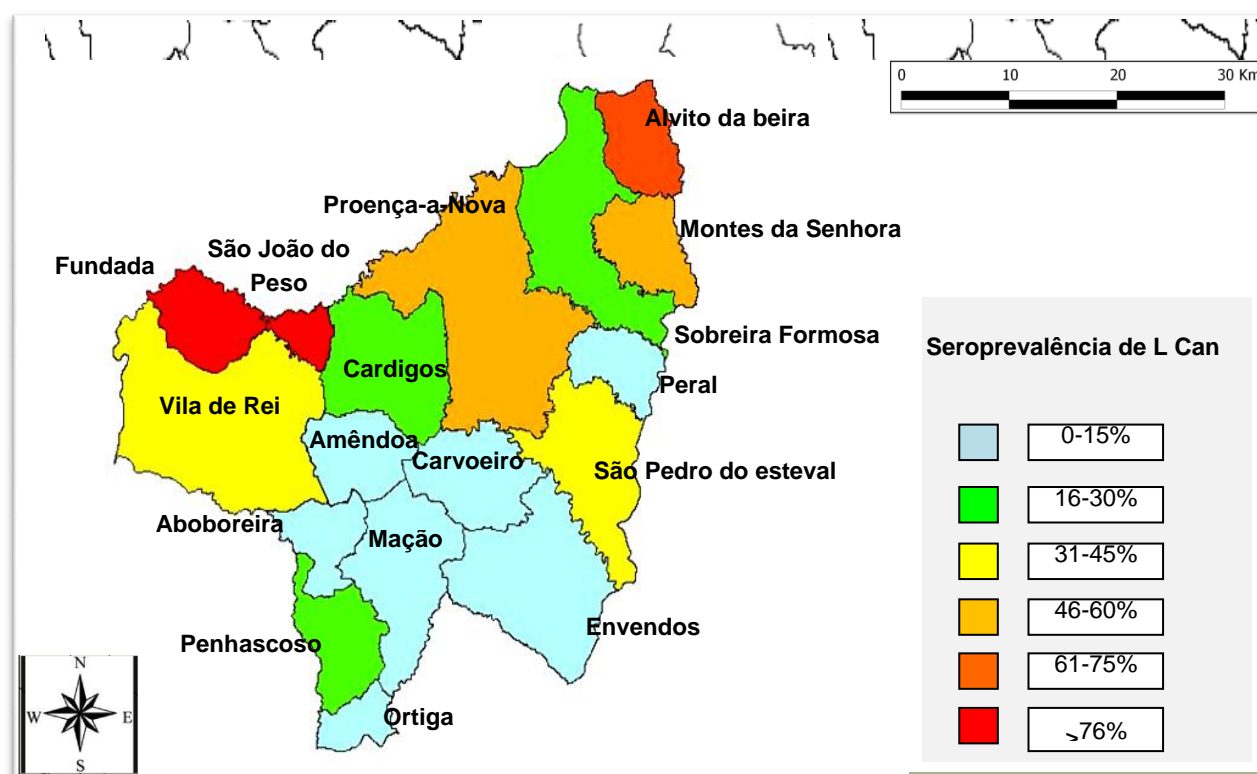 0 10 20 30 Km
Alvito da beira
Proença-a-Nova
Montes da Senhora
São João do
Peso
Fundada
Sobreira Formosa
Seroprevalência de L Can
Cardigos
Peral
Vila de Rei
Amêndoa
Carvoeiro
São Pedro do esteval
Aboboreira
Mação
Envendos
Penhascoso
Ortiga
0-15%
16-30%
31-45%
46-60%
61-75%
>76%
N
W E
S